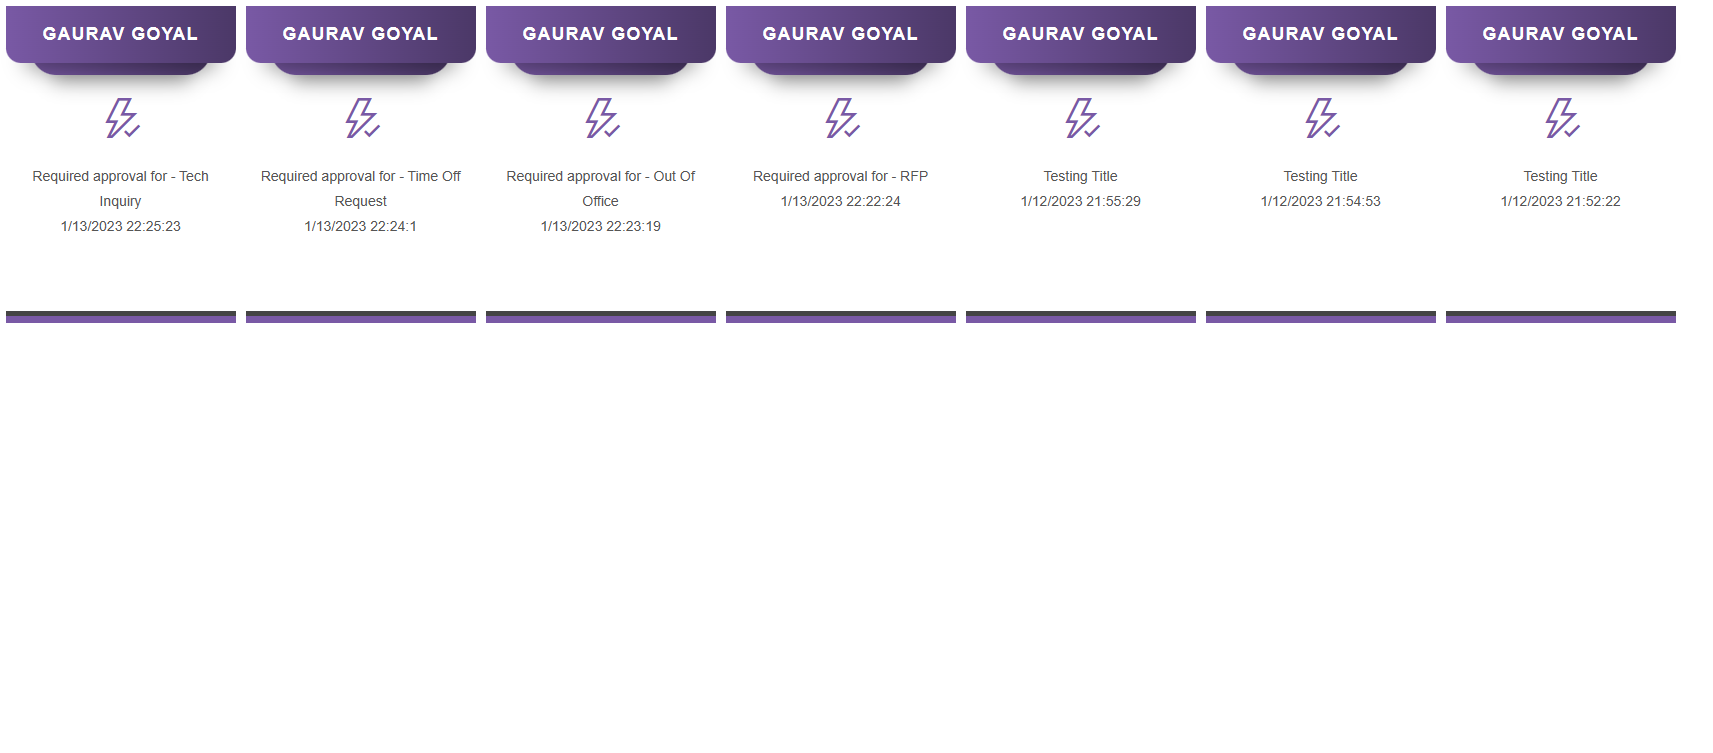 GAURAV GOYAL
Required approval for - Tech
Inquiry
1/13/2023 22:25:23
GAURAV GOYAL
Required approval for - Time Off
Request
1/13/2023 22:24:1
GAURAV GOYAL
Required approval for - Out Of
Office
1/13/2023 22:23:19
GAURAV GOYAL
Required approval for - RFP
1/13/2023 22:22:24
GAURAV GOYAL
Testing Title
1/12/2023 21:55:29
GAURAV GOYAL
Testing Title
1/12/2023 21:54:53
GAURAV GOYAL
Testing Title
1/12/2023 21:52:22